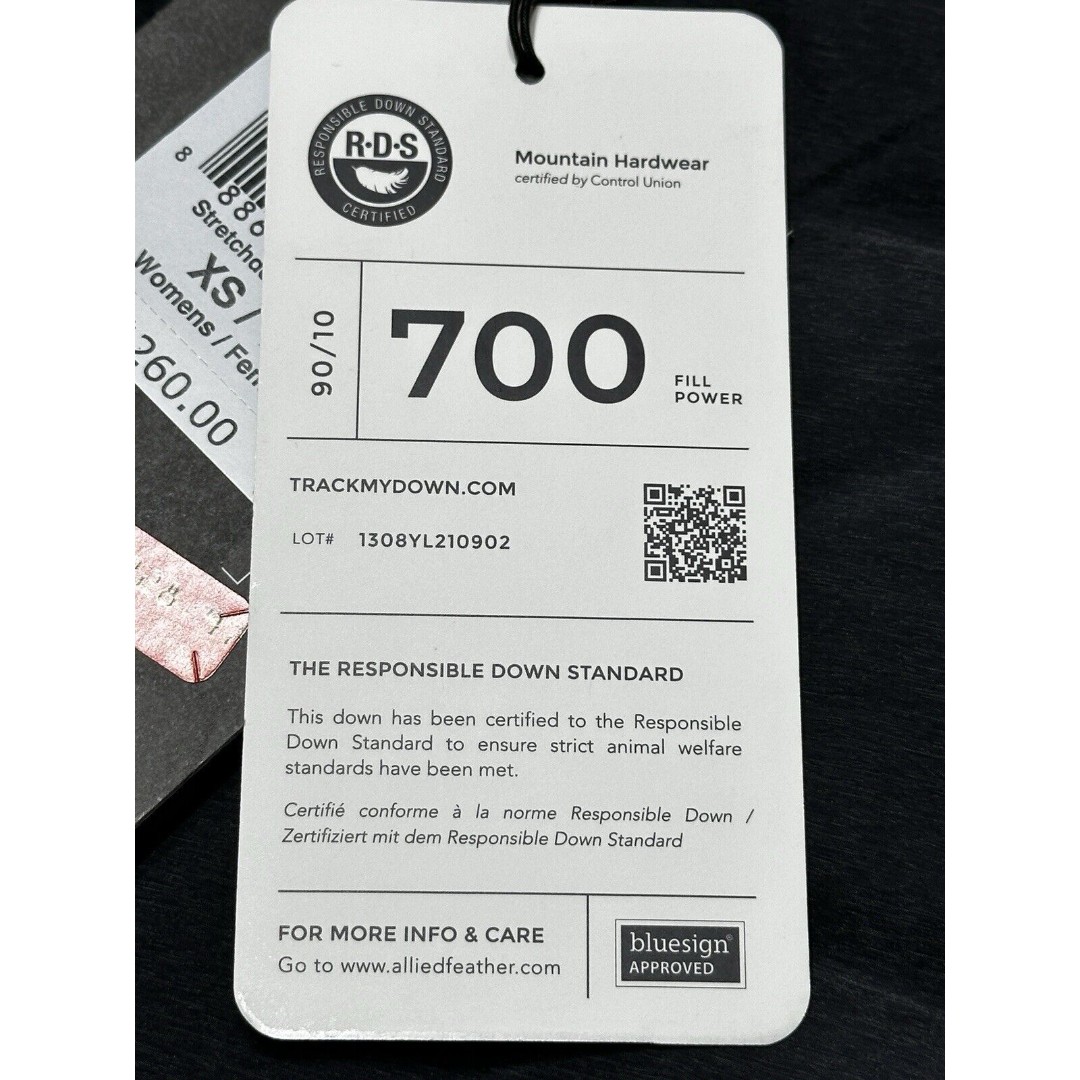 RESPONSIBLE DOWN STANDARD
R·D·S
CERTIFIED
Mountain Hardwear
certified by Control Union
90/10
700
FILL
POWER
TRACKMYDOWN.COM
LOT# 1308YL210902
THE RESPONSIBLE DOWN STANDARD
This down has been certified to the Responsible
Down Standard to ensure strict animal welfare
standards have been met.
Certifié conforme à la norme Responsible Down /
Zertifiziert mit dem Responsible Down Standard
FOR MORE INFO & CARE
Go to www.alliedfeather.com
bluesign®
APPROVED
8
886
XS /
Womens /
260.00